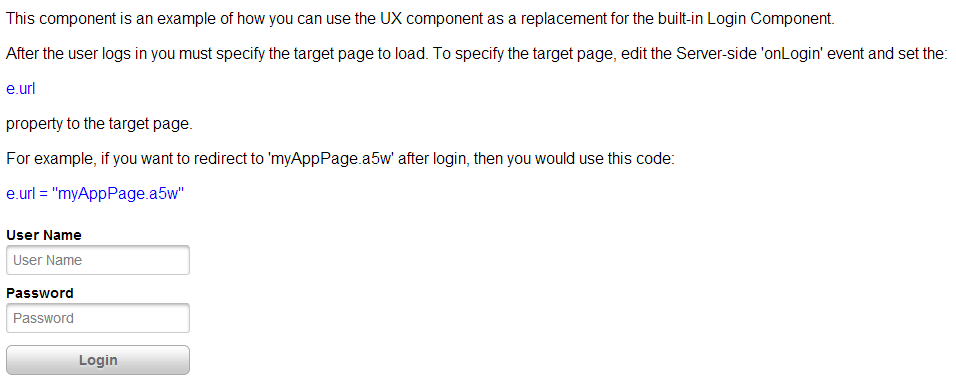 This component is an example of how you can use the UX component as a replacement for the built-in Login Component.
After the user logs in you must specify the target page to load. To specify the target page, edit the Server-side 'onLogin' event and set the:
e.url
property to the target page.
For example, if you want to redirect to 'myAppPage.a5w' after login, then you would use this code:
e.url = "myAppPage.a5w"
User Name
User Name
Password
Password
Login